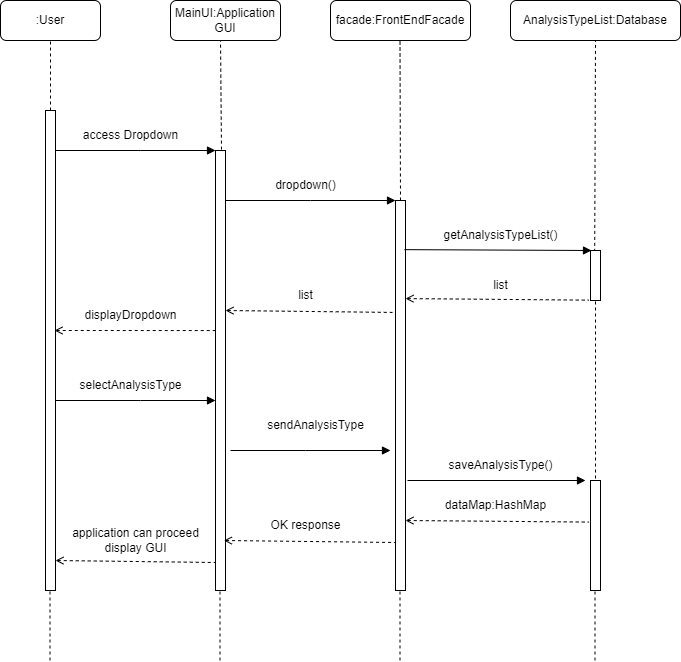 :User
MainUI:Application
GUI
facade:FrontEndFacade
AnalysisTypeList:Database
access Dropdown
dropdown()
getAnalysisTypeList()
list
list
displayDropdown
selectAnalysisType
sendAnalysisType
saveAnalysisType()
dataMap:HashMap
OK response
application can proceed
display GUI